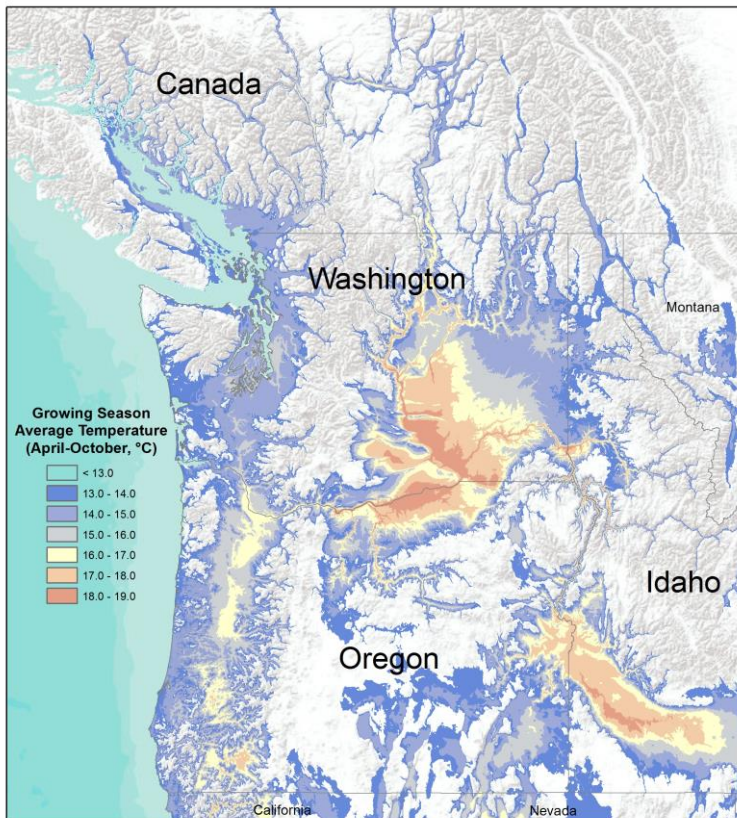 Canada
Washington
Montana
Growing Season
Average Temperature
(April-October, °C)
< 13.0
13.0 - 14.0
14.0 - 15.0
15.0 - 16.0
16.0 - 17.0
17.0 - 18.0
18.0 - 19.0
Idaho
Oregon
California
Nevada